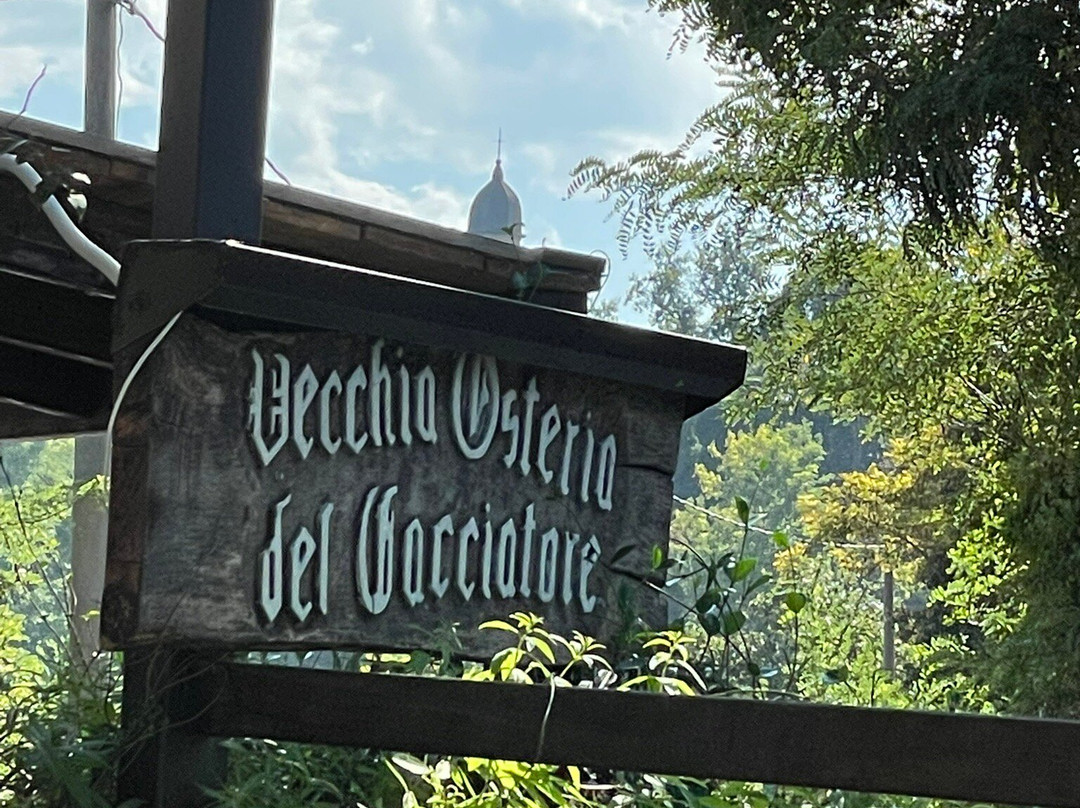 Vecchia Osteria
del Cacciatore